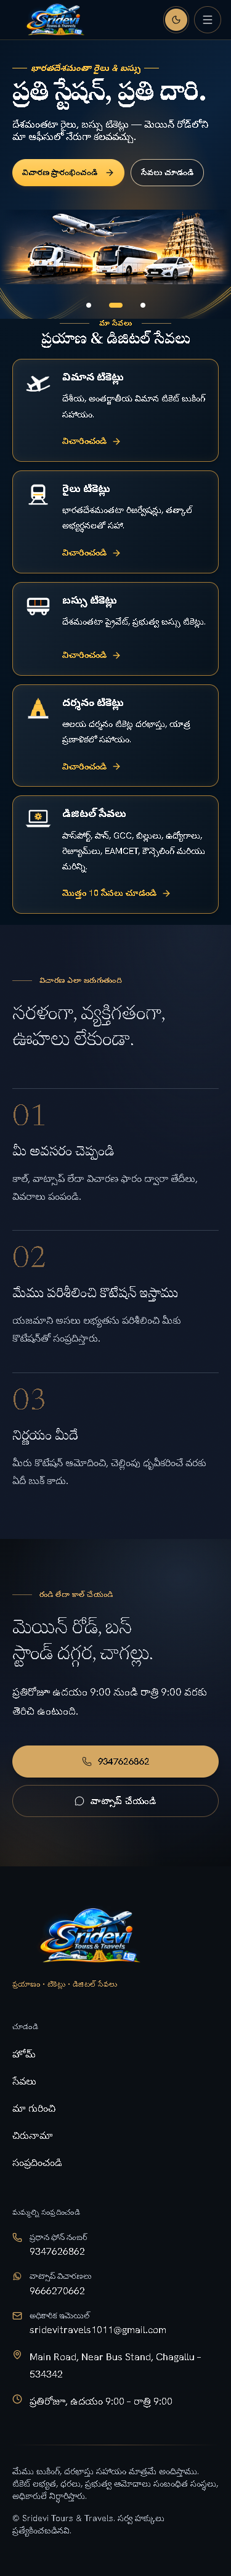 Sridevi
Tours & Travels
భారతదేశమంతా రైలు & బస్సు
ప్రతి స్టేషన్, ప్రతి దారి.
దేశమంతటా రైలు, బస్సు టికెట్లు — మెయిన్ రోడ్‌లోని
మా ఆఫీసులో నేరుగా కలవవచ్చు.
విచారణ ప్రారంభించండి
సేవలు చూడండి
మా సేవలు
ప్రయాణ & డిజిటల్ సేవలు
విమాన టికెట్లు
దేశీయ, అంతర్జాతీయ విమాన టికెట్ బుకింగ్
సహాయం.
విచారించండి
రైలు టికెట్లు
భారతదేశమంతటా రిజర్వేషన్లు, తత్కాల్
అభ్యర్థనలతో సహా.
విచారించండి
బస్సు టికెట్లు
దేశమంతటా ప్రైవేట్, ప్రభుత్వ బస్సు టికెట్లు.
విచారించండి
దర్శనం టికెట్లు
ఆలయ దర్శనం టికెట్ల దరఖాస్తు, యాత్ర
ప్రణాళికలో సహాయం.
విచారించండి
డిజిటల్ సేవలు
పాస్‌పోర్ట్, పాన్, GCC, బిల్లులు, ఉద్యోగాలు,
రెజ్యూమ్‌లు, EAMCET, కౌన్సెలింగ్ మరియు
మరిన్ని.
మొత్తం 10 సేవలు చూడండి
విచారణ ఎలా జరుగుతుంది
సరళంగా, వ్యక్తిగతంగా,
ఊహలు లేకుండా.
01
మీ అవసరం చెప్పండి
కాల్, వాట్సాప్ లేదా విచారణ ఫారం ద్వారా తేదీలు,
వివరాలు పంపండి.
02
మేము పరిశీలించి కొటేషన్ ఇస్తాము
యజమాని అసలు లభ్యతను పరిశీలించి మీకు
కొటేషన్‌తో సంప్రదిస్తారు.
03
నిర్ణయం మీదే
మీరు కొటేషన్ ఆమోదించి, చెల్లింపు ధృవీకరించే వరకు
ఏదీ బుక్ కాదు.
రండి లేదా కాల్ చేయండి
మెయిన్ రోడ్, బస్
స్టాండ్ దగ్గర, చాగల్లు.
ప్రతిరోజూ ఉదయం 9:00 నుండి రాత్రి 9:00 వరకు
తెరిచి ఉంటుంది.
9347626862
వాట్సాప్ చేయండి
Sridevi
Tours & Travels
ప్రయాణం • టికెట్లు • డిజిటల్ సేవలు
చూడండి
హోమ్
సేవలు
మా గురించి
చిరునామా
సంప్రదించండి
మమ్మల్ని సంప్రదించండి
ప్రధాన ఫోన్ నంబర్
9347626862
వాట్సాప్ విచారణలు
9666270662
అధికారిక ఇమెయిల్
sridevitravels1011@gmail.com
Main Road, Near Bus Stand, Chagallu –
534342
ప్రతిరోజూ, ఉదయం 9:00 – రాత్రి 9:00
మేము బుకింగ్, దరఖాస్తు సహాయం మాత్రమే అందిస్తాము.
టికెట్ లభ్యత, ధరలు, ప్రభుత్వ ఆమోదాలు సంబంధిత సంస్థలు,
అధికారులే నిర్ధారిస్తారు.
© Sridevi Tours & Travels. సర్వ హక్కులు
ప్రత్యేకించబడినవి.